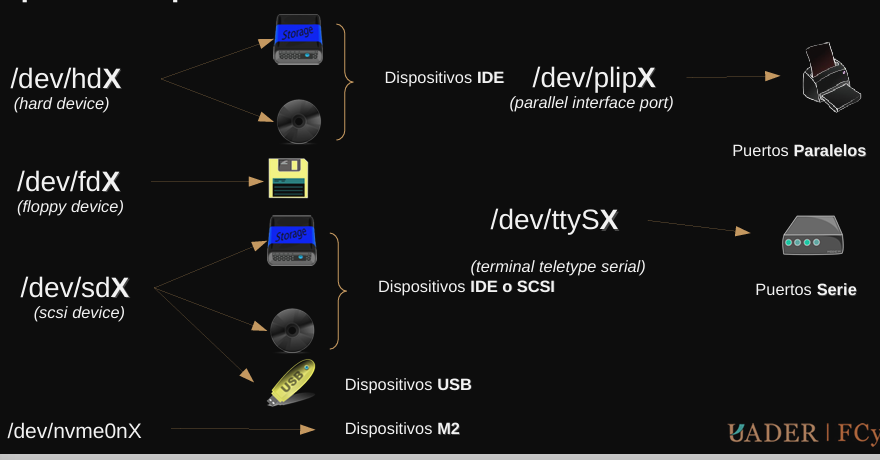 /dev/hdX
(hard device)
Storage
Dispositivos IDE
/dev/plipX
(parallel interface port)
Puertos Paralelos
/dev/fdX
(floppy device)
/dev/ttySX
(terminal teletype serial)
Puertos Serie
/dev/sdX
(scsi device)
Storage
Dispositivos IDE o SCSI
USB
Dispositivos USB
/dev/nvme0nX
Dispositivos M2
UADER | FCy